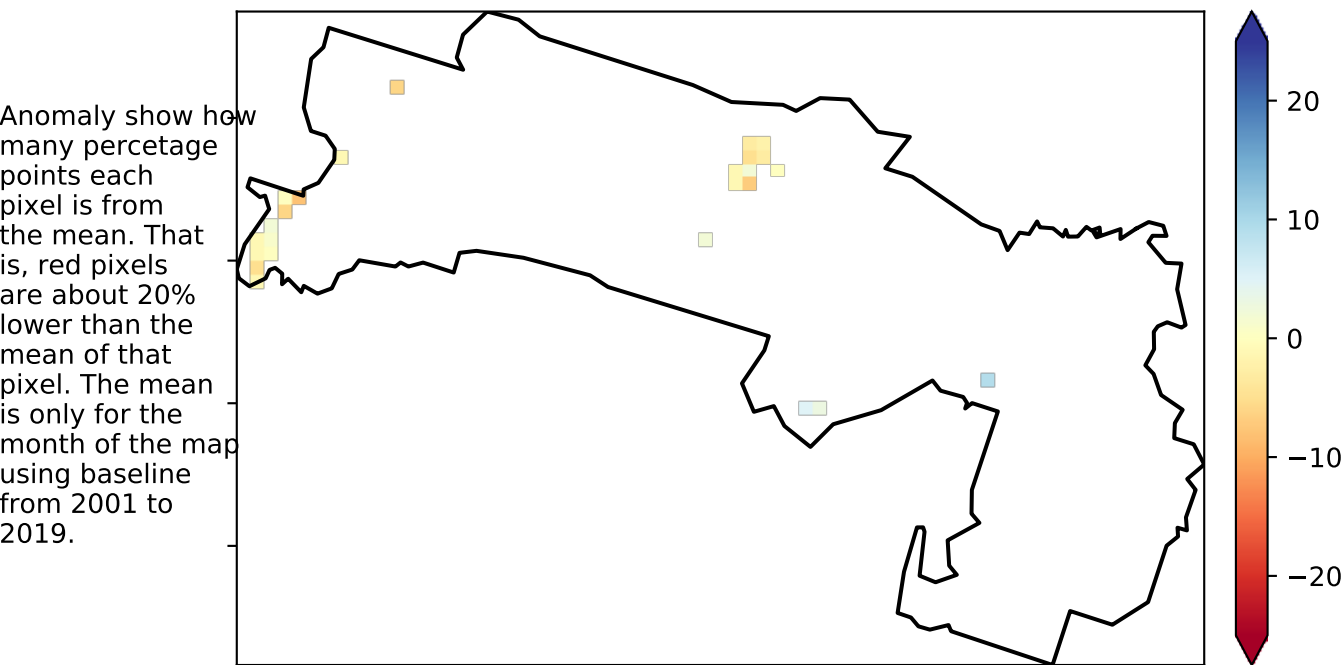 Anomaly show how
many percetage
points each
pixel is from
the mean. That
is, red pixels
are about 20%
lower than the
mean of that
pixel. The mean
is only for the
month of the map
using baseline
from 2001 to
2019.
20
10
0
−10
−20